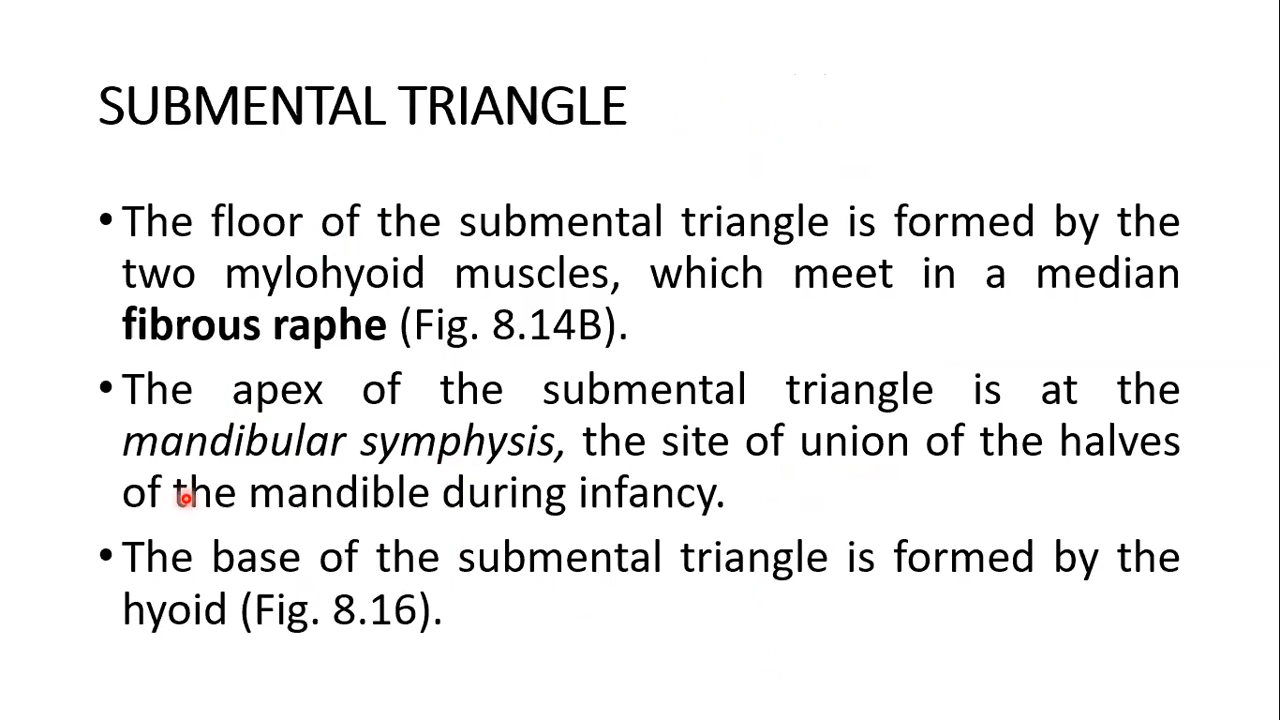 SUBMENTAL TRIANGLE
•The floor of the submental triangle is formed by the
two mylohyoid muscles, which meet in a median
fibrous raphe (Fig. 8.14B).
•The apex of the submental triangle is at the
mandibular symphysis, the site of union of the halves
of the mandible during infancy.
•The base of the submental triangle is formed by the
hyoid (Fig. 8.16).